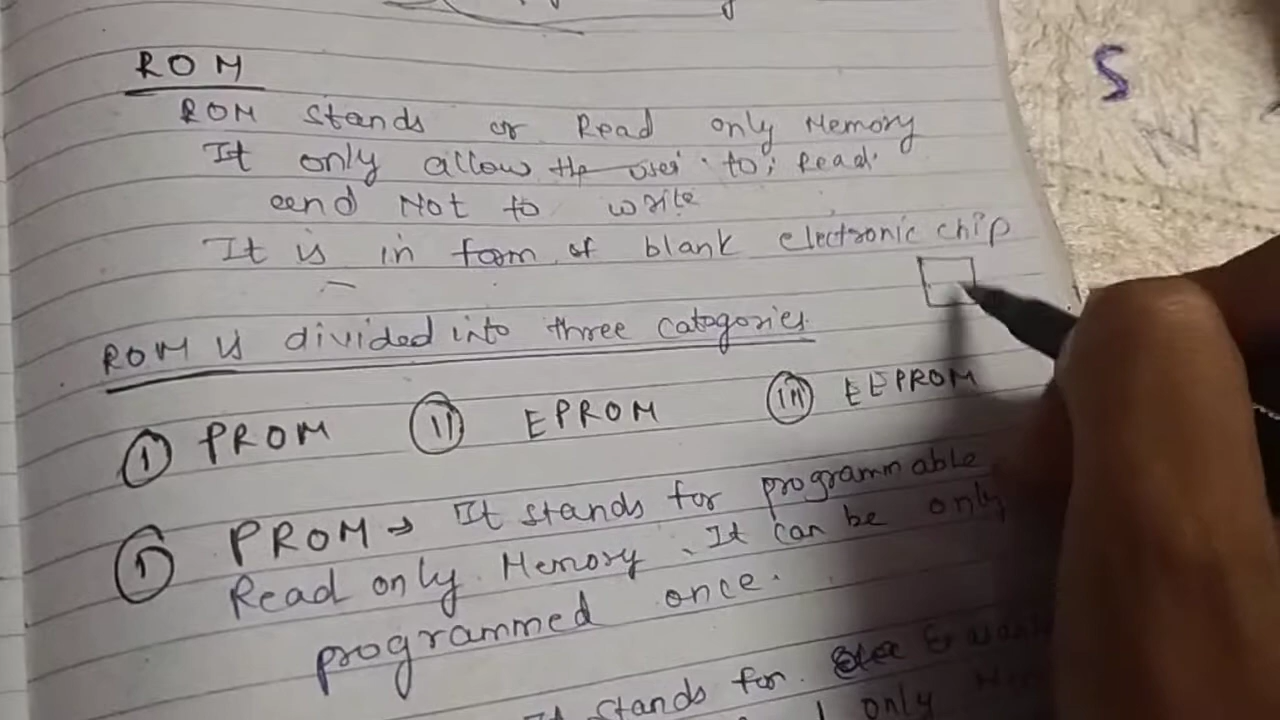 ROM
ROM stands or Read only Memory
It only allow the user to; Read
eend Not to write
It is in form of blank electronic chip
ROM is divided into three categories.
I PROM II EPROM III EEPROM
I PROM → It stands for programmable
Read only Memory. It can be only
programmed once.
It stands for
only
S